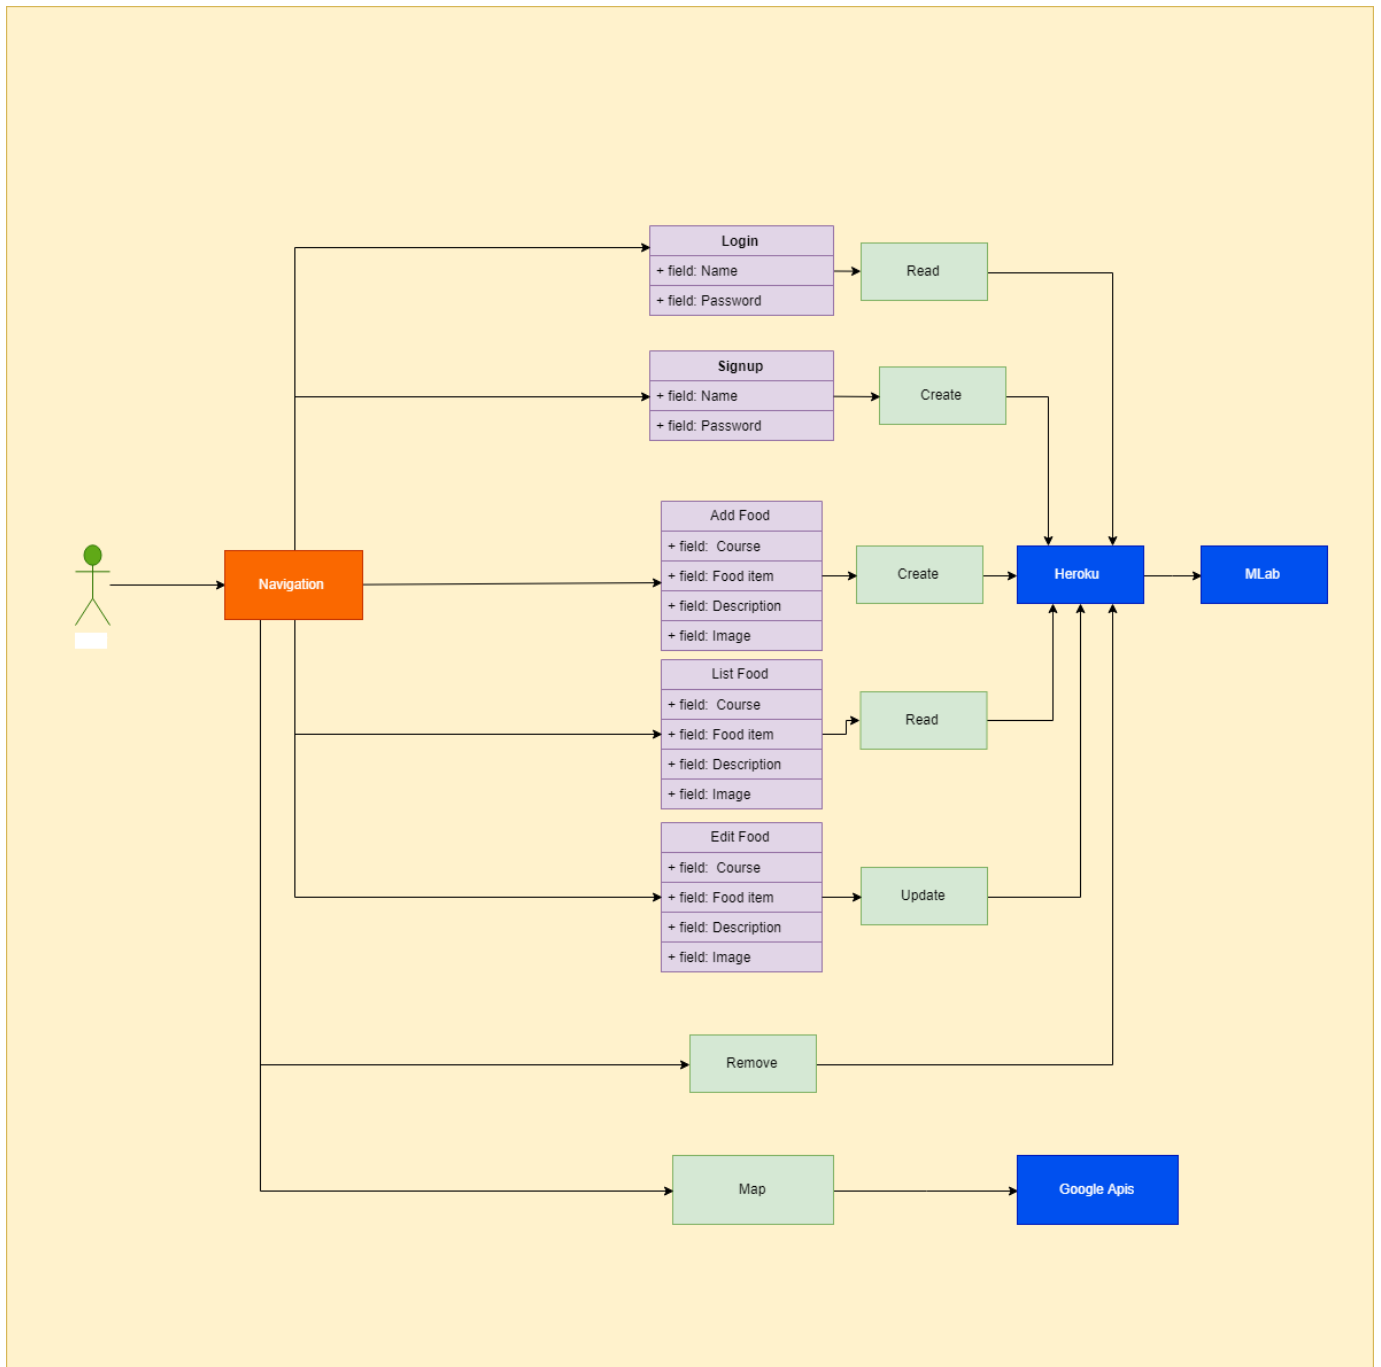 Login
+ field: Name
+ field: Password
Read
Signup
+ field: Name
+ field: Password
Create
Navigation
Add Food
+ field:  Course
+ field: Food item
+ field: Description
+ field: Image
Create
Heroku
MLab
List Food
+ field:  Course
+ field: Food item
+ field: Description
+ field: Image
Read
Edit Food
+ field:  Course
+ field: Food item
+ field: Description
+ field: Image
Update
Remove
Map
Google Apis